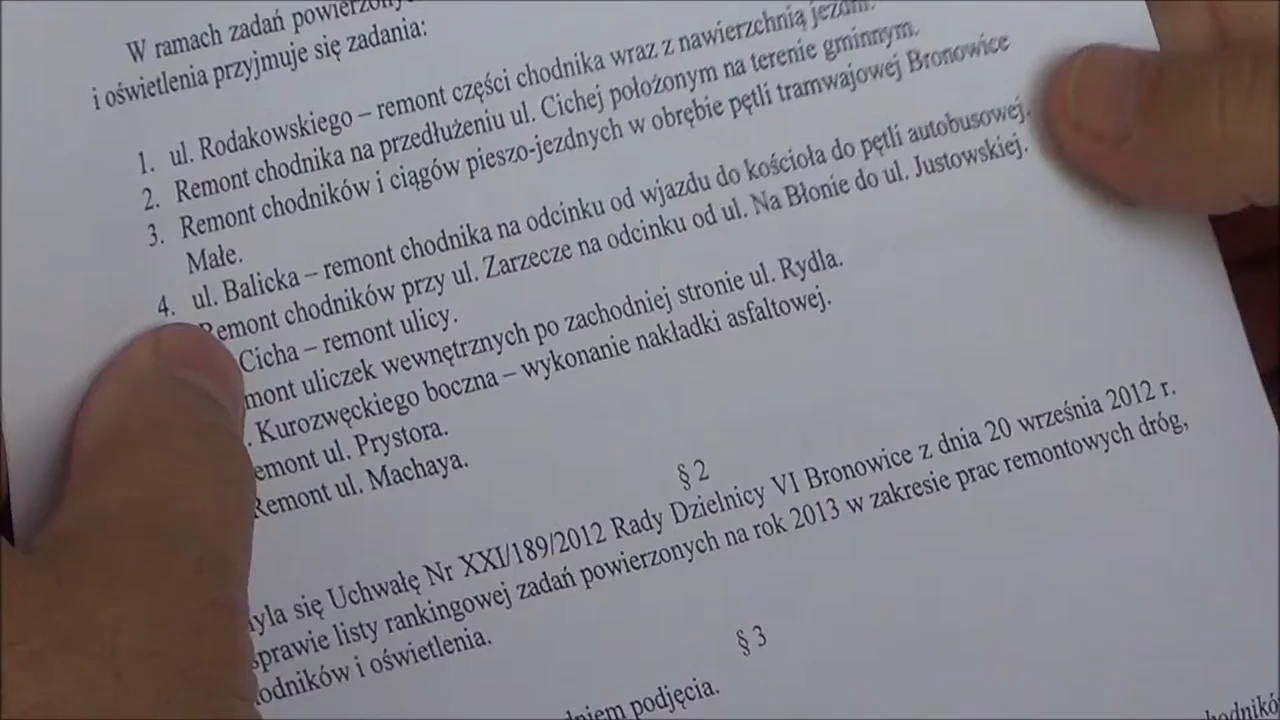 W ramach zadań
i oświetlenia przyjmuje się zadania:
1. ul. Rodakowskiego – remont części chodnika wraz z nawierzchnią jezdni.
2. Remont chodnika na przedłużeniu ul. Cichej położonym na terenie gminnym.
3. Remont chodników i ciągów pieszo-jezdnych w obrębie pętli tramwajowej Bronowice
Małe.
4. ul. Balicka – remont chodnika na odcinku od wjazdu do kościoła do pętli autobusowej.
Remont chodników przy ul. Zarzecze na odcinku od ul. Na Błonie do ul. Justowskiej.
Cicha – remont ulicy.
mont uliczek wewnętrznych po zachodniej stronie ul. Rydla.
. Kurozwęckiego boczna – wykonanie nakładki asfaltowej.
emont ul. Prystora.
Remont ul. Machaya.
§ 2
yla się Uchwałę Nr XXI/189/2012 Rady Dzielnicy VI Bronowice z dnia 20 września 2012 r.
sprawie listy rankingowej zadań powierzonych na rok 2013 w zakresie prac remontowych dróg,
odników i oświetlenia.
§ 3
niem podjęcia.